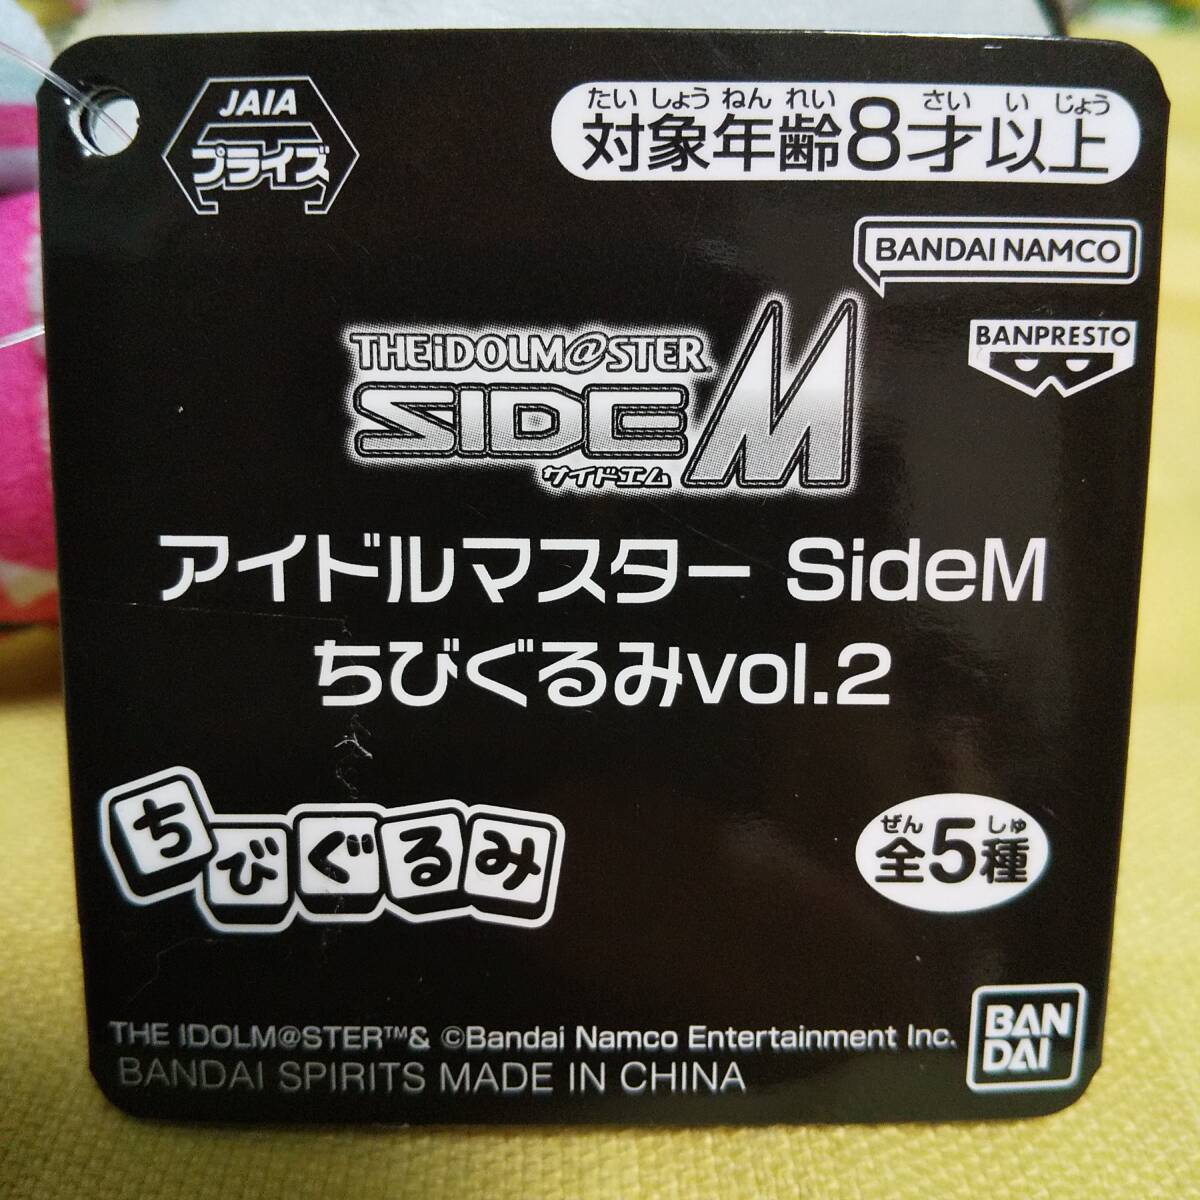 JAIA
プライズ
たいしょうねんれい さいいじょう
対象年齢8才以上
BANDAI NAMCO
BANPRESTO
THE iDOLM@STER
SIDEM
サイドエム
アイドルマスター SideM
ちびぐるみvol.2
ちびぐるみ
ぜん しゅ
全5種
THE IDOLM@STER™& ©Bandai Namco Entertainment Inc.
BANDAI SPIRITS MADE IN CHINA
BAN
DAI